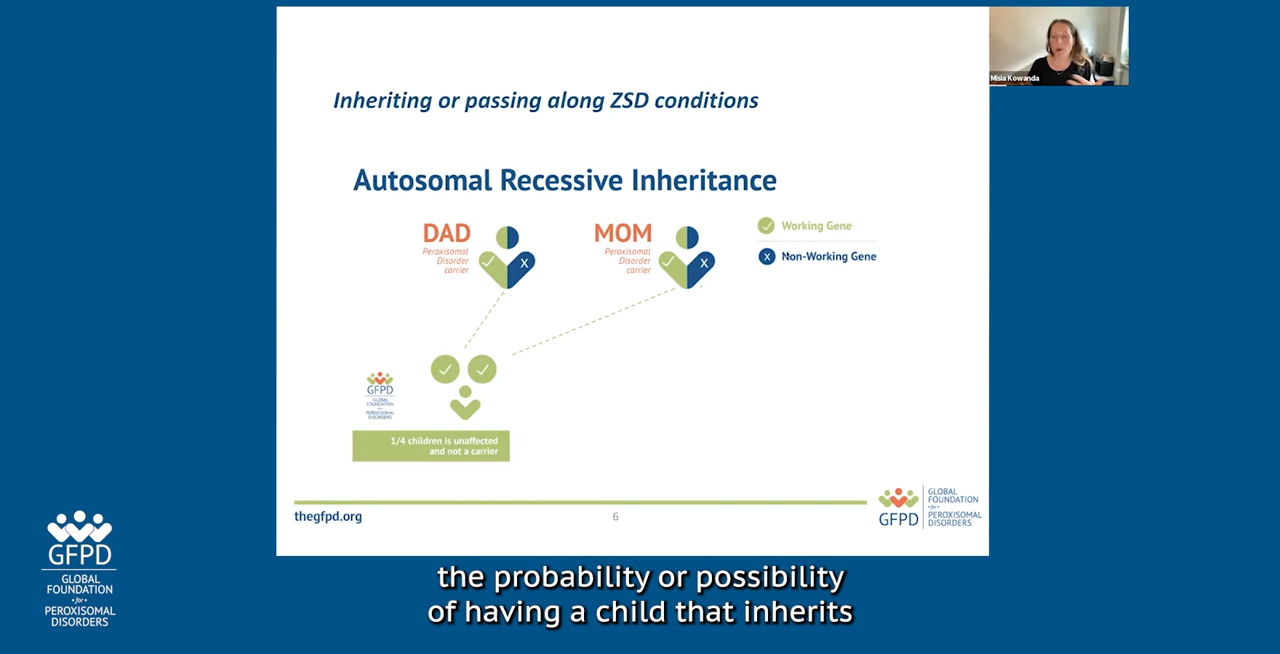 Misia Kowanda
Inheriting or passing along ZSD conditions
Autosomal Recessive Inheritance
DAD
Peroxisomal
Disorder
carrier
X
MOM
Peroxisomal
Disorder
carrier
X
Working Gene
X Non-Working Gene
GFPD
GLOBAL
FOUNDATION
for
PEROXISOMAL
DISORDERS
1/4 children is unaffected
and not a carrier
thegfpd.org
6
GFPD
GLOBAL
FOUNDATION
for
PEROXISOMAL
DISORDERS
GFPD
GLOBAL
FOUNDATION
for
PEROXISOMAL
DISORDERS
the probability or possibility
of having a child that inherits